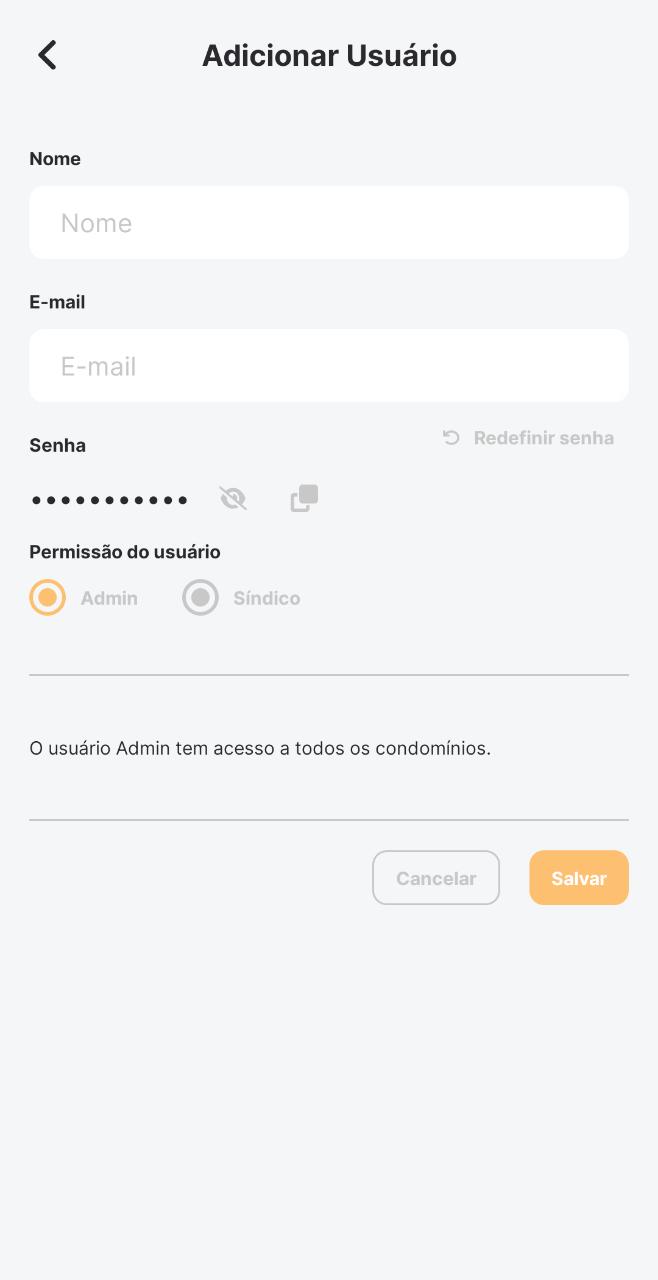 Adicionar Usuário
Nome
Nome
E-mail
E-mail
Senha
Redefinir senha
•••••••••••
Permissão do usuário
Admin
Síndico
O usuário Admin tem acesso a todos os condomínios.
Cancelar
Salvar